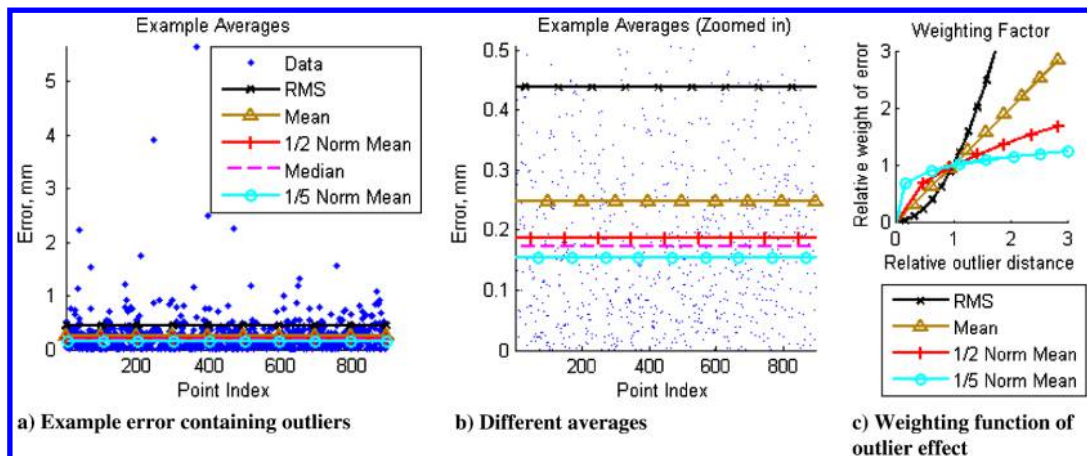 Example Averages
Error, mm
5
4
3
2
1
0
200 400 600 800
Point Index
Data
RMS
Mean
1/2 Norm Mean
Median
1/5 Norm Mean
a) Example error containing outliers
Example Averages (Zoomed in)
Error, mm
0.5
0.4
0.3
0.2
0.1
0
200 400 600 800
Point Index
b) Different averages
Weighting Factor
Relative weight of error
3
2
1
0
0 1 2 3
Relative outlier distance
RMS
Mean
1/2 Norm Mean
1/5 Norm Mean
c) Weighting function of
outlier effect